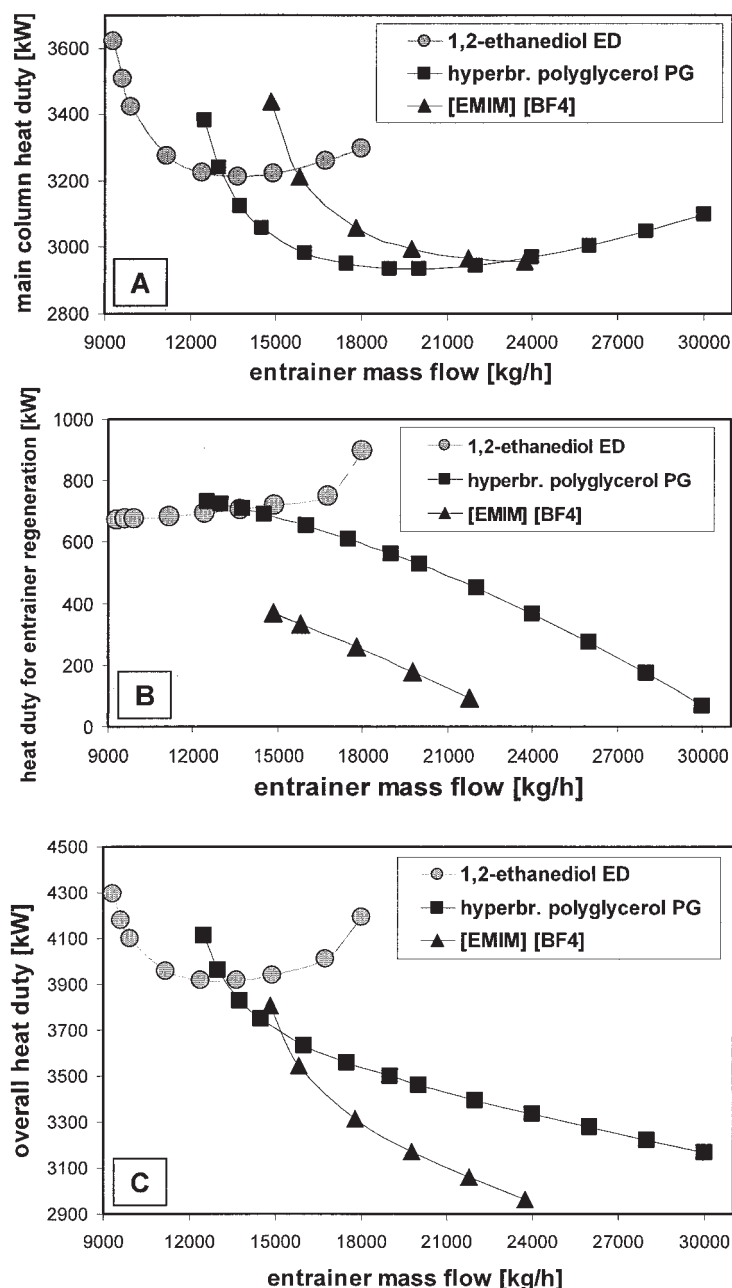 main column heat duty [kW]
3600
3400
3200
3000
2800
1,2-ethanediol ED
hyperbr. polyglycerol PG
[EMIM] [BF4]
A
9000 12000 15000 18000 21000 24000 27000 30000
entrainer mass flow [kg/h]
heat duty for entrainer regeneration [kW]
1000
800
600
400
200
0
1,2-ethanediol ED
hyperbr. polyglycerol PG
[EMIM] [BF4]
B
9000 12000 15000 18000 21000 24000 27000 30000
entrainer mass flow [kg/h]
overall heat duty [kW]
4500
4300
4100
3900
3700
3500
3300
3100
2900
1,2-ethanediol ED
hyperbr. polyglycerol PG
[EMIM] [BF4]
C
9000 12000 15000 18000 21000 24000 27000 30000
entrainer mass flow [kg/h]